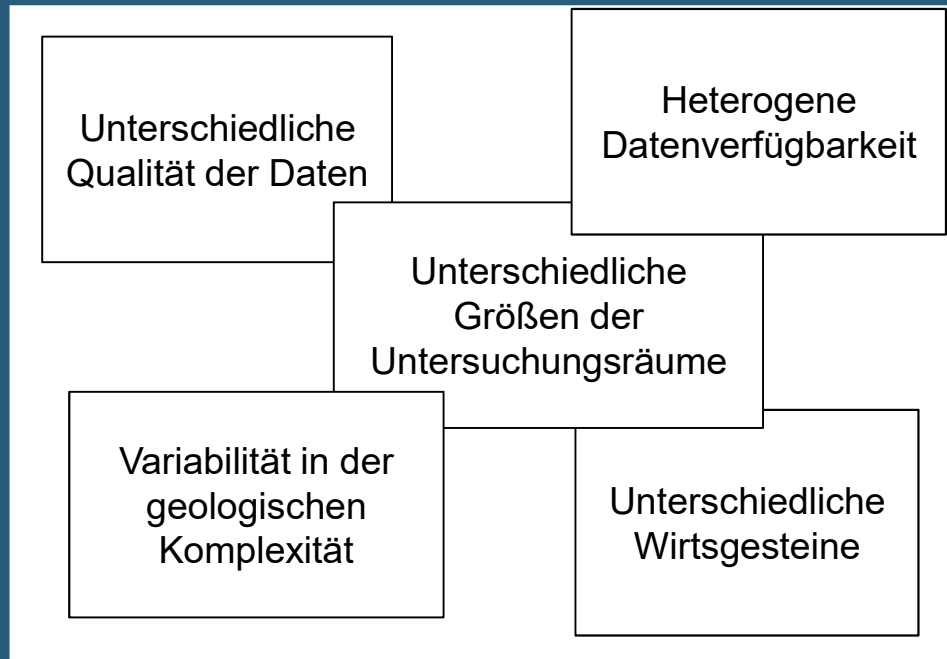 Unterschiedliche
Qualität der Daten
Heterogene
Datenverfügbarkeit
Unterschiedliche
Größen der
Untersuchungsräume
Variabilität in der
geologischen
Komplexität
Unterschiedliche
Wirtsgesteine